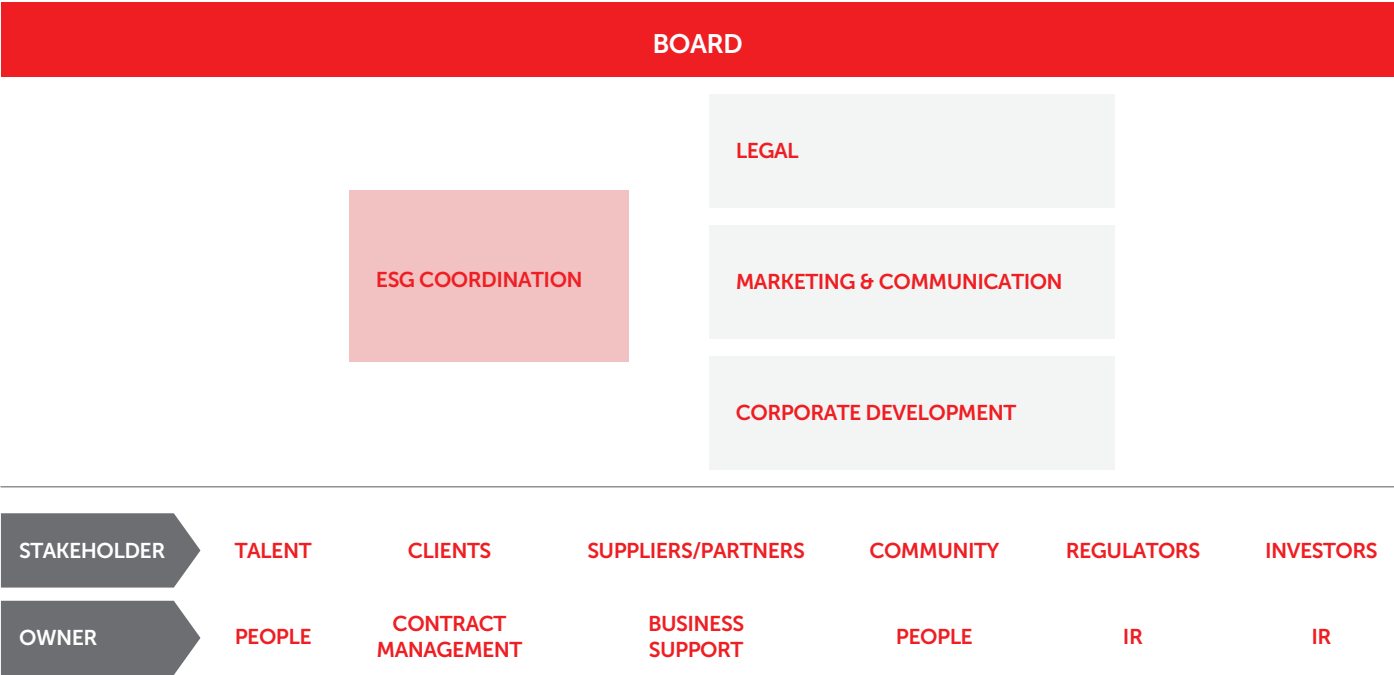 BOARD
LEGAL
ESG COORDINATION
MARKETING & COMMUNICATION
CORPORATE DEVELOPMENT
STAKEHOLDER
TALENT
CLIENTS
SUPPLIERS/PARTNERS
COMMUNITY
REGULATORS
INVESTORS
OWNER
PEOPLE
CONTRACT
MANAGEMENT
BUSINESS
SUPPORT
PEOPLE
IR
IR